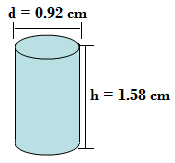 d = 0.92 cm
h = 1.58 cm